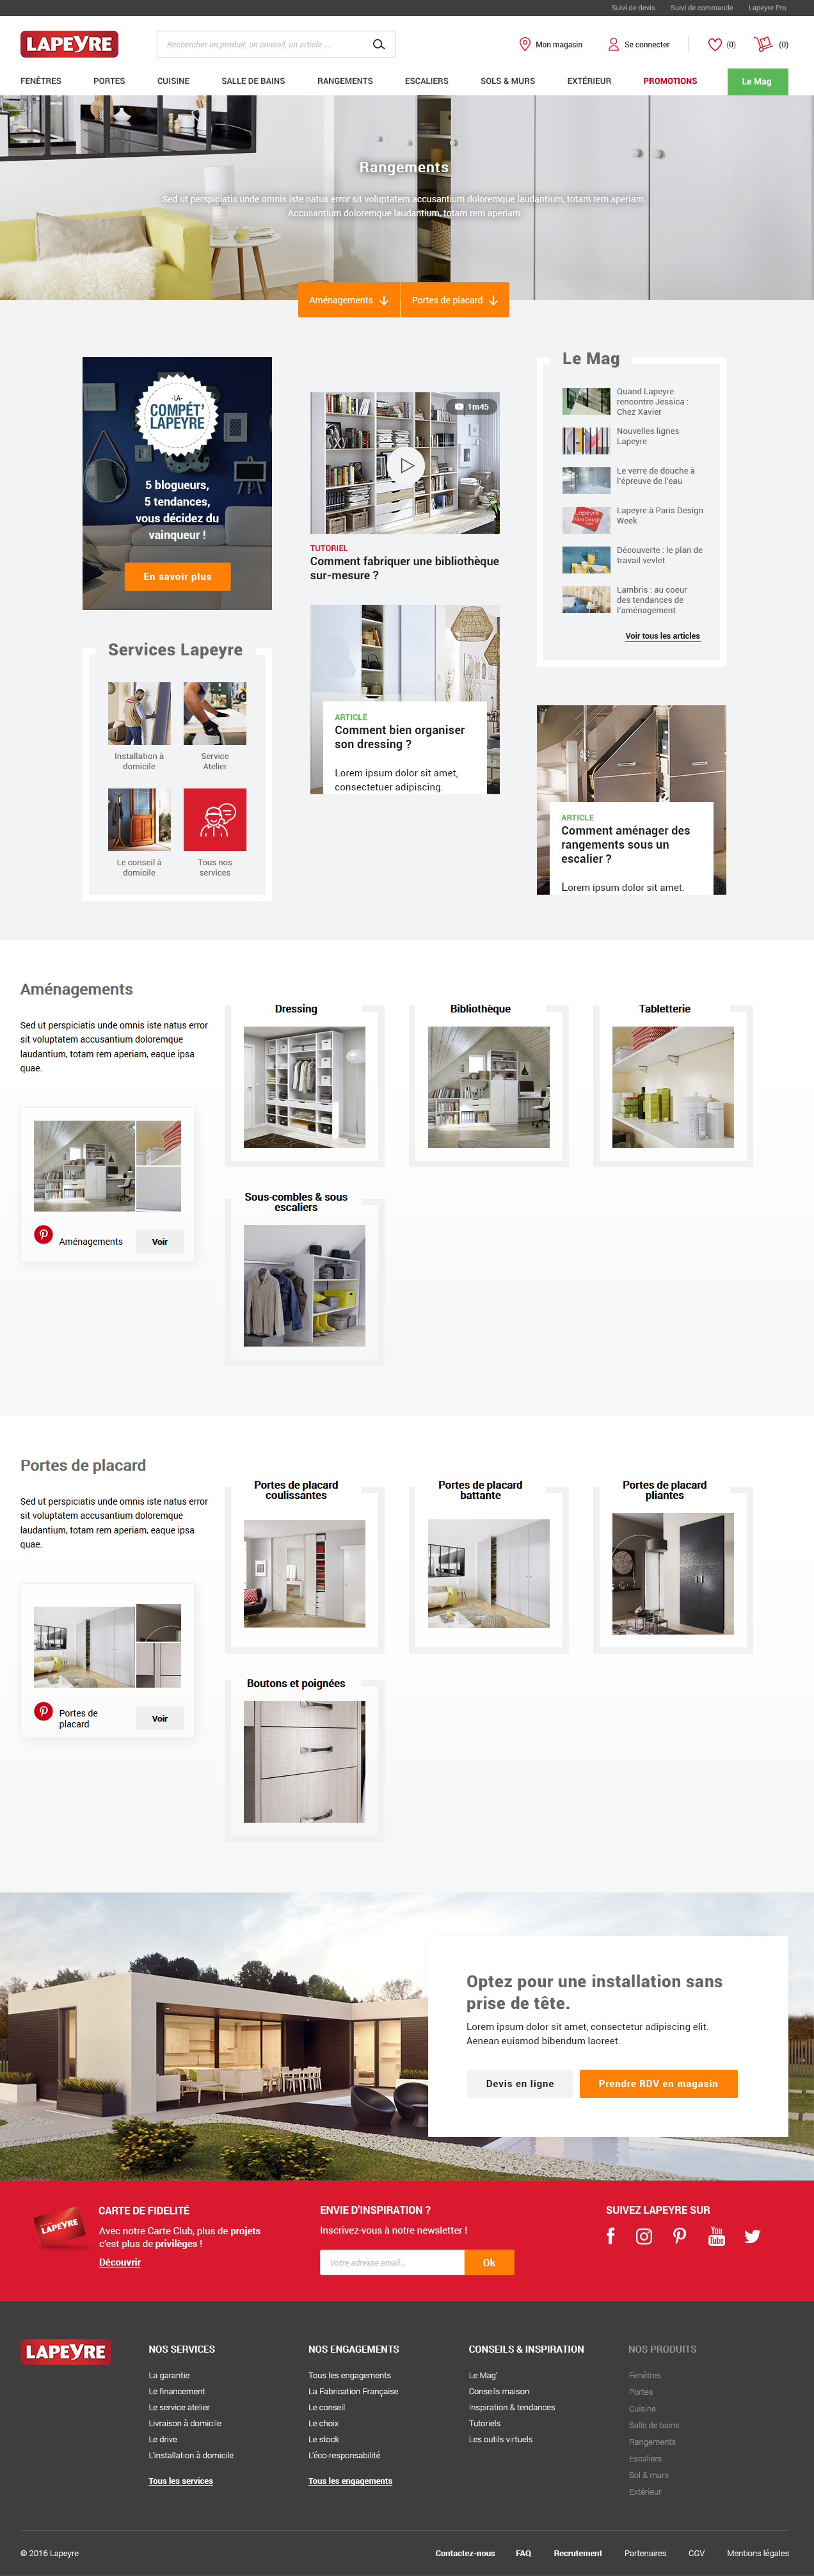 Suivi de devis
Suivi de commande
Lapeyre Pro
LAPEYRE
Rechercher un produit, un conseil, un article ...
Mon magasin
Se connecter
(0)
(0)
FENÊTRES
PORTES
CUISINE
SALLE DE BAINS
RANGEMENTS
ESCALIERS
SOLS & MURS
EXTÉRIEUR
PROMOTIONS
Le Mag
Rangements
Sed ut perspiciatis unde omnis iste natus error sit voluptatem accusantium doloremque laudantium, totam rem aperiam.
Accusantium doloremque laudantium, totam rem aperiam
Aménagements
Portes de placard
-LA-
COMPÉT'
LAPEYRE
5 blogueurs,
5 tendances,
vous décidez du
vainqueur !
En savoir plus
Services Lapeyre
Installation à
domicile
Service
Atelier
Le conseil à
domicile
Tous nos
services
1m45
TUTORIEL
Comment fabriquer une bibliothèque
sur-mesure ?
ARTICLE
Comment bien organiser
son dressing ?
Lorem ipsum dolor sit amet,
consectetuer adipiscing.
Le Mag
Quand Lapeyre
rencontre Jessica :
Chez Xavier
Nouvelles lignes
Lapeyre
Le verre de douche à
l'épreuve de l'eau
Lapeyre
Paris Design
Lapeyre à Paris Design
Week
Découverte : le plan de
travail vevlet
Lambris : au coeur
des tendances de
l'aménagement
Voir tous les articles
ARTICLE
Comment aménager des
rangements sous un
escalier ?
Lorem ipsum dolor sit amet.
Aménagements
Sed ut perspiciatis unde omnis iste natus error
sit voluptatem accusantium doloremque
laudantium, totam rem aperiam, eaque ipsa
quae.
Aménagements
Voir
Dressing
Bibliothèque
Tabletterie
Sous-combles & sous
escaliers
Portes de placard
Sed ut perspiciatis unde omnis iste natus error
sit voluptatem accusantium doloremque
laudantium, totam rem aperiam, eaque ipsa
quae.
Portes de
placard
Voir
Portes de placard
coulissantes
Portes de placard
battante
Portes de placard
pliantes
Boutons et poignées
Optez pour une installation sans
prise de tête.
Lorem ipsum dolor sit amet, consectetur adipiscing elit.
Aenean euismod bibendum laoreet.
Devis en ligne
Prendre RDV en magasin
LAPEYRE
CARTE DE FIDELITÉ
Avec notre Carte Club, plus de projets
c'est plus de privilèges !
Découvrir
ENVIE D'INSPIRATION ?
Inscrivez-vous à notre newsletter !
Votre adresse email...
Ok
SUIVEZ LAPEYRE SUR
You
Tube
LAPEYRE
NOS SERVICES
La garantie
Le financement
Le service atelier
Livraison à domicile
Le drive
L'installation à domicile
Tous les services
NOS ENGAGEMENTS
Tous les engagements
La Fabrication Française
Le conseil
Le choix
Le stock
L'éco-responsabilité
Tous les engagements
CONSEILS & INSPIRATION
Le Mag'
Conseils maison
Inspiration & tendances
Tutoriels
Les outils virtuels
NOS PRODUITS
Fenêtres
Portes
Cuisine
Salle de bains
Rangements
Escaliers
Sol & murs
Extérieur
© 2016 Lapeyre
Contactez-nous
FAQ
Recrutement
Partenaires
CGV
Mentions légales